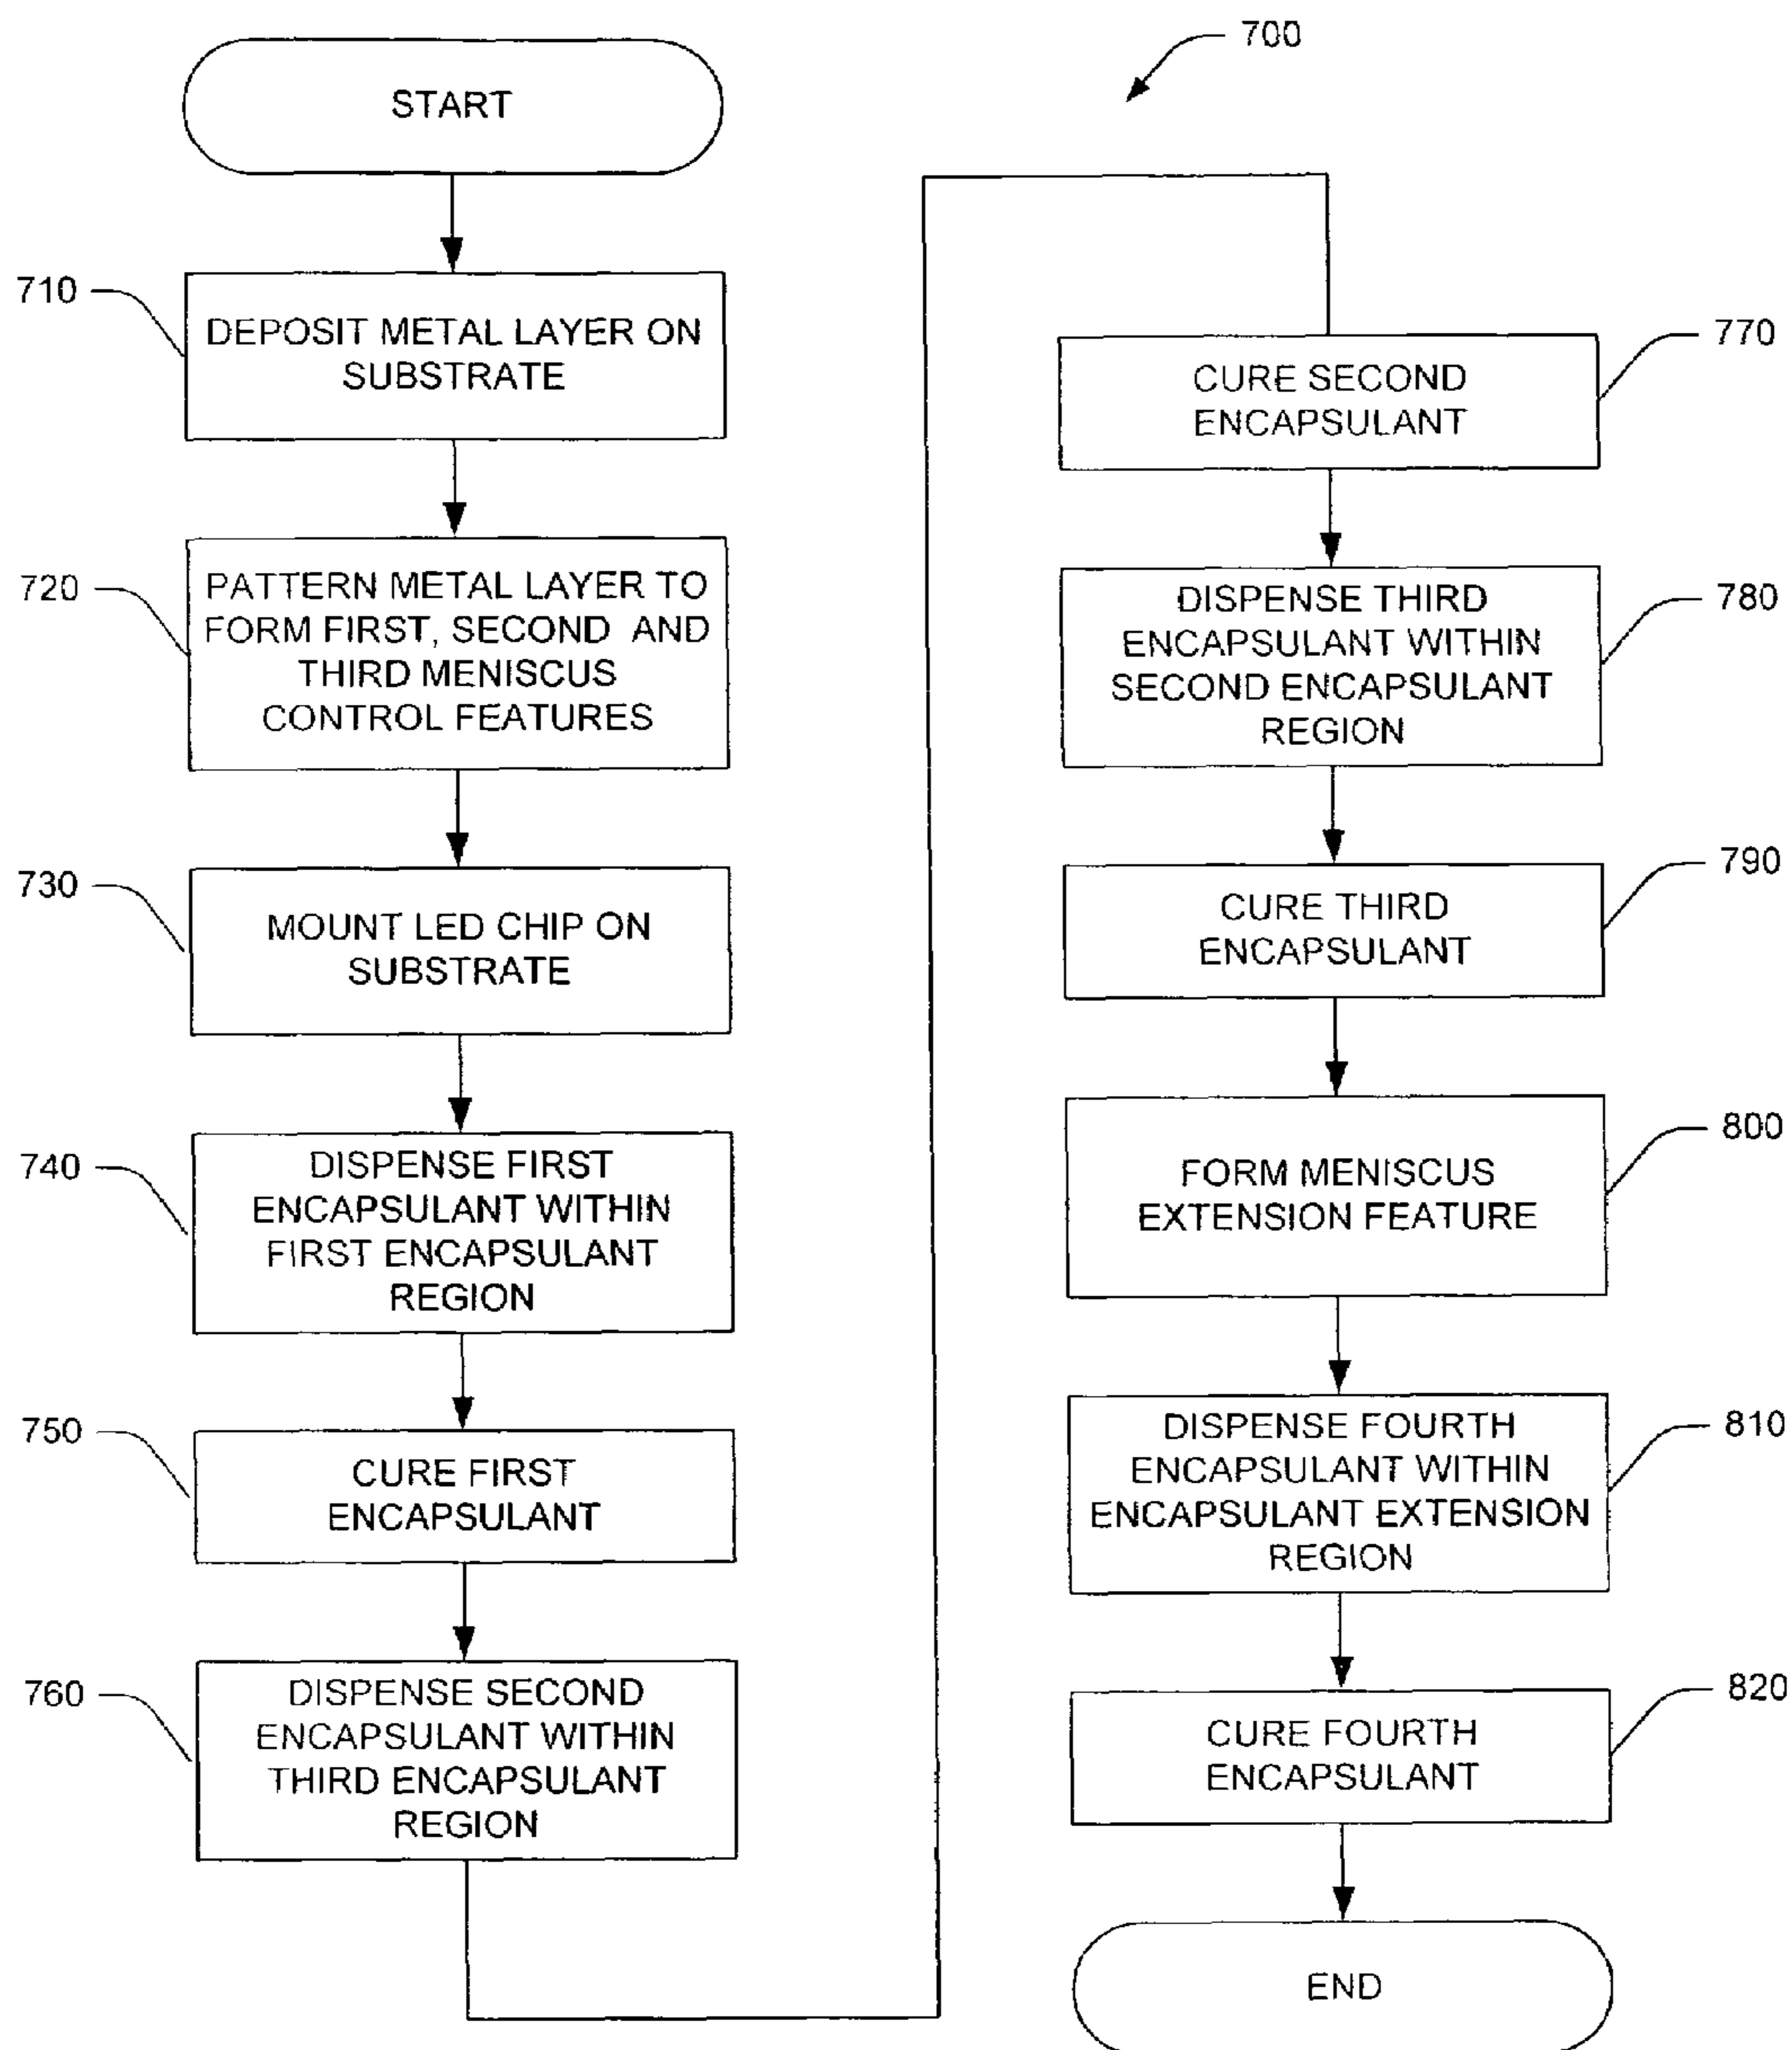 700
START
710
DEPOSIT METAL LAYER ON
SUBSTRATE
720
PATTERN METAL LAYER TO
FORM FIRST, SECOND AND
THIRD MENISCUS
CONTROL FEATURES
730
MOUNT LED CHIP ON
SUBSTRATE
740
DISPENSE FIRST
ENCAPSULANT WITHIN
FIRST ENCAPSULANT
REGION
750
CURE FIRST
ENCAPSULANT
760
DISPENSE SECOND
ENCAPSULANT WITHIN
THIRD ENCAPSULANT
REGION
770
CURE SECOND
ENCAPSULANT
780
DISPENSE THIRD
ENCAPSULANT WITHIN
SECOND ENCAPSULANT
REGION
790
CURE THIRD
ENCAPSULANT
800
FORM MENISCUS
EXTENSION FEATURE
810
DISPENSE FOURTH
ENCAPSULANT WITHIN
ENCAPSULANT EXTENSION
REGION
820
CURE FOURTH
ENCAPSULANT
END